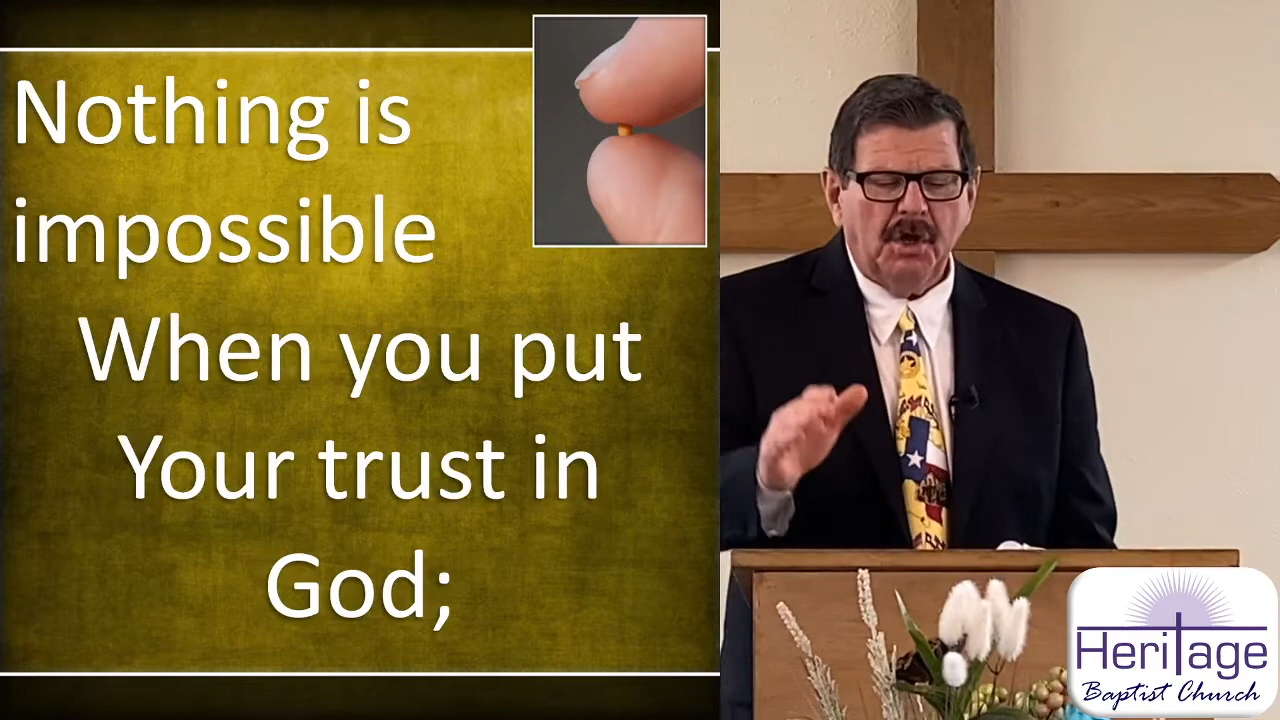 Nothing is
impossible
When you put
Your trust in
God;
Heritage
Baptist Church